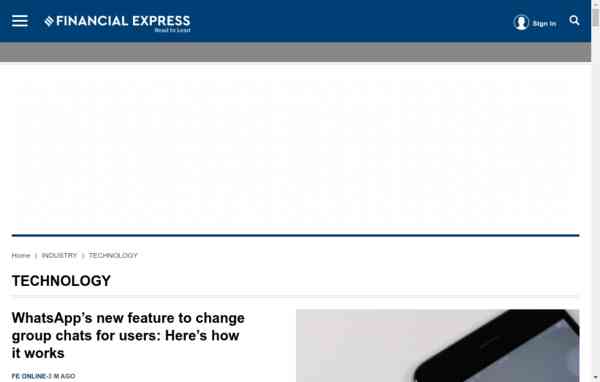 FINANCIAL EXPRESS
Read to Lead
Sign In
Home | INDUSTRY | TECHNOLOGY
TECHNOLOGY
WhatsApp's new feature to change
group chats for users: Here's how
it works
FE ONLINE-3 M AGO